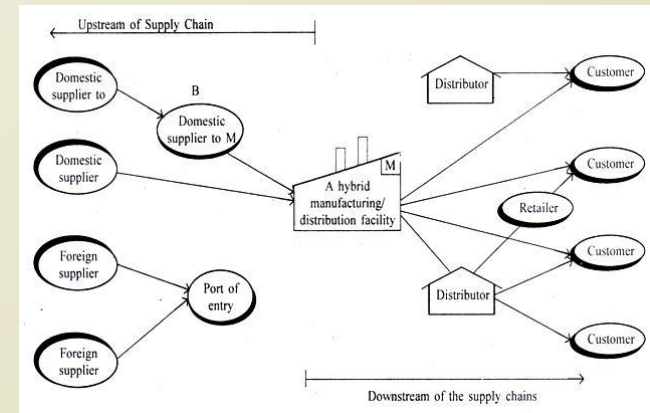 Upstream of Supply Chain
Domestic
supplier to
B
Domestic
supplier to M
Domestic
supplier
Foreign
supplier
Foreign
supplier
Port of
entry
M
A hybrid
manufacturing/
distribution facility
Distributor
Distributor
Retailer
Customer
Customer
Customer
Customer
Downstream of the supply chains